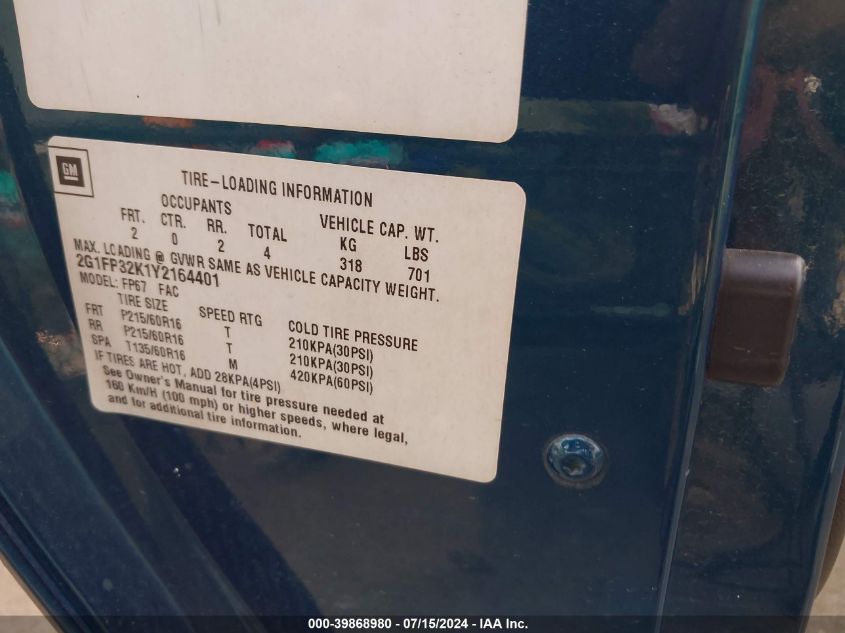 GM
TIRE-LOADING INFORMATION
OCCUPANTS VEHICLE CAP. WT.
FRT. CTR. RR. TOTAL KG LBS
2 0 2 4 318 701
MAX. LOADING @ GVWR SAME AS VEHICLE CAPACITY WEIGHT.
2G1FP32K1Y2164401
MODEL: FP67 FAC
TIRE SIZE SPEED RTG COLD TIRE PRESSURE
FRT P215/60R16 T 210KPA(30PSI)
RR P215/60R16 T 210KPA(30PSI)
SPA T135/60R16 M 420KPA(60PSI)
IF TIRES ARE HOT, ADD 28KPA(4PSI)
See Owner's Manual for tire pressure needed at
160 Km/H (100 mph) or higher speeds, where legal,
and for additional tire information.
000-39868980 / 07/15/2024 - IAA Inc.